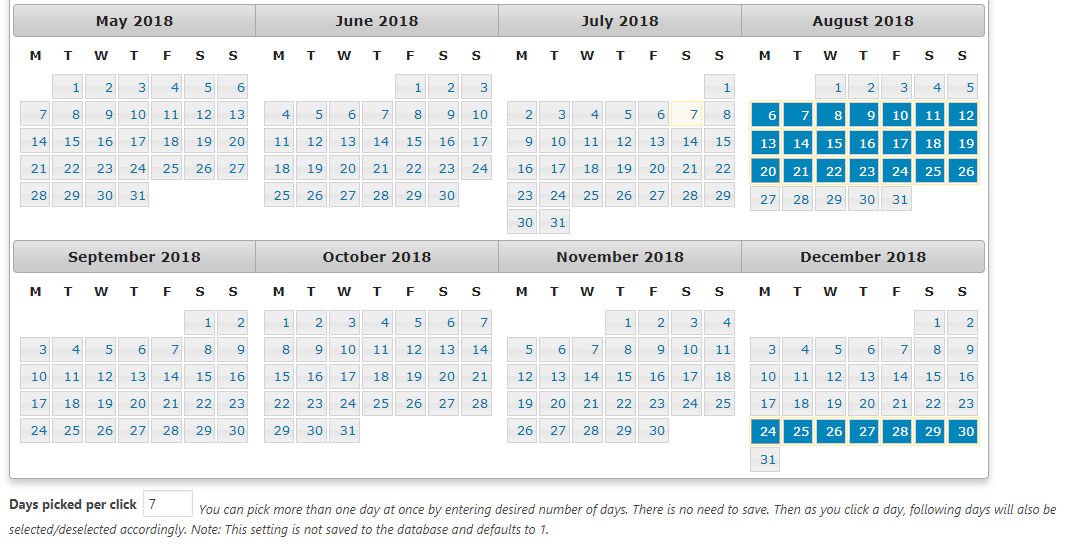 May 2018 June 2018 July 2018 August 2018
M T W T F S S M T W T F S S M T W T F S S M T W T F S S
1 2 3 4 5 6 1 2 3 1 1 2 3 4 5
7 8 9 10 11 12 13 4 5 6 7 8 9 10 2 3 4 5 6 7 8 6 7 8 9 10 11 12
14 15 16 17 18 19 20 11 12 13 14 15 16 17 9 10 11 12 13 14 15 13 14 15 16 17 18 19
21 22 23 24 25 26 27 18 19 20 21 22 23 24 16 17 18 19 20 21 22 20 21 22 23 24 25 26
28 29 30 31 25 26 27 28 29 30 23 24 25 26 27 28 29 27 28 29 30 31
30 31
September 2018 October 2018 November 2018 December 2018
M T W T F S S M T W T F S S M T W T F S S M T W T F S S
1 2 1 2 3 4 5 6 7 1 2 3 4 1 2
3 4 5 6 7 8 9 8 9 10 11 12 13 14 5 6 7 8 9 10 11 3 4 5 6 7 8 9
10 11 12 13 14 15 16 15 16 17 18 19 20 21 12 13 14 15 16 17 18 10 11 12 13 14 15 16
17 18 19 20 21 22 23 22 23 24 25 26 27 28 19 20 21 22 23 24 25 17 18 19 20 21 22 23
24 25 26 27 28 29 30 29 30 31 26 27 28 29 30 24 25 26 27 28 29 30
31
Days picked per click 7 You can pick more than one day at once by entering desired number of days. There is no need to save. Then as you click a day, following days will also be
selected/deselected accordingly. Note: This setting is not saved to the database and defaults to 1.